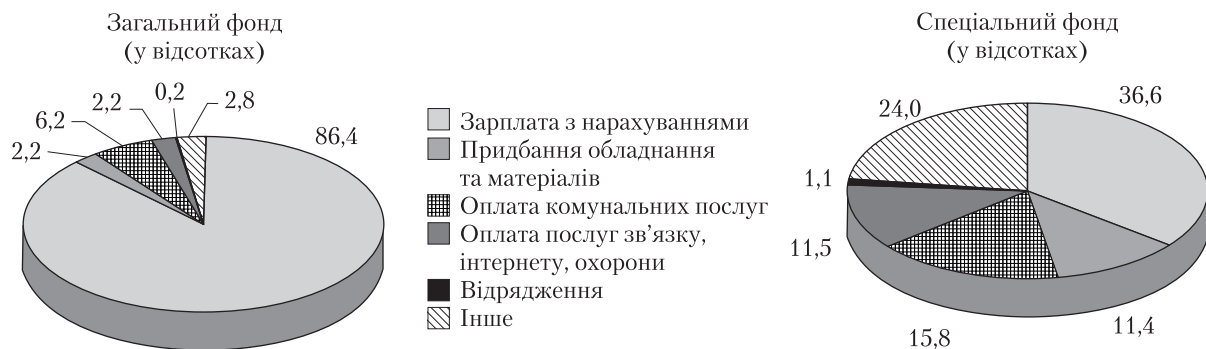 Загальний фонд
(у відсотках)
2,2
6,2
2,2
0,2
2,8
86,4
Зарплата з нарахуваннями
Придбання обладнання
та матеріалів
Оплата комунальних послуг
Оплата послуг зв'язку,
інтернету, охорони
Відрядження
Інше
Спеціальний фонд
(у відсотках)
24,0
36,6
1,1
11,5
15,8
11,4